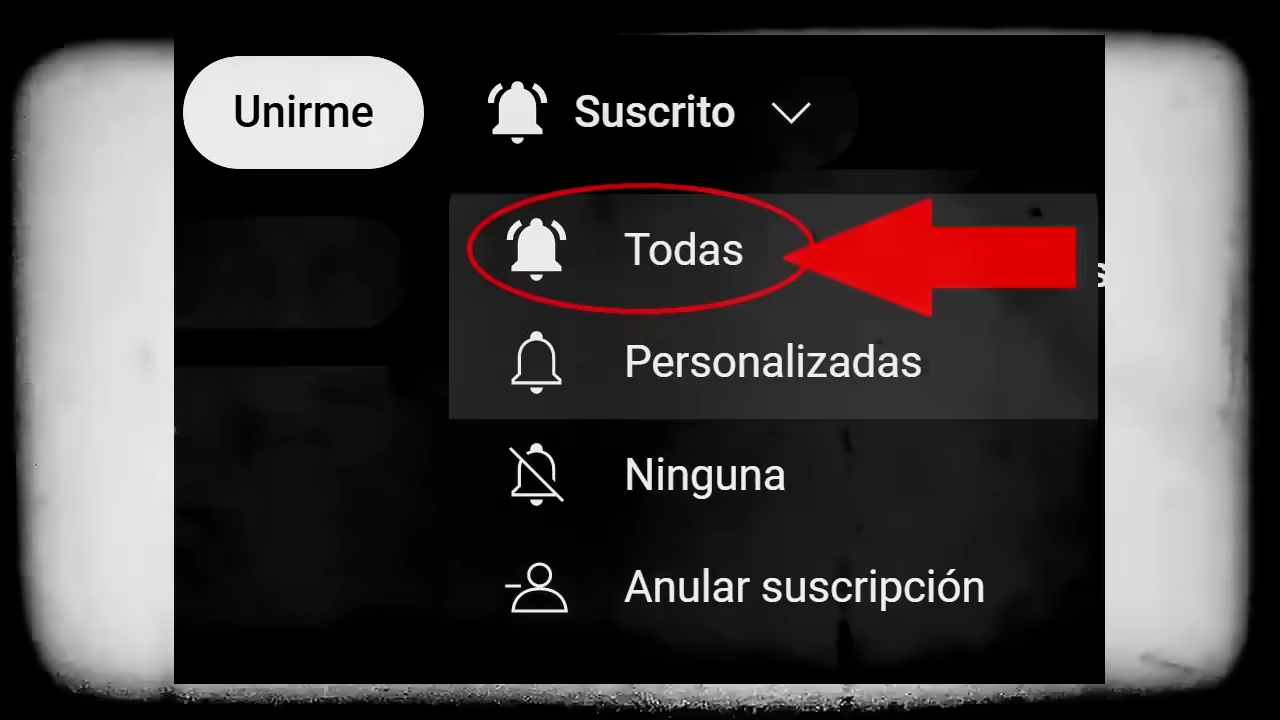 Unirme
Suscrito
Todas
Personalizadas
Ninguna
Anular suscripción